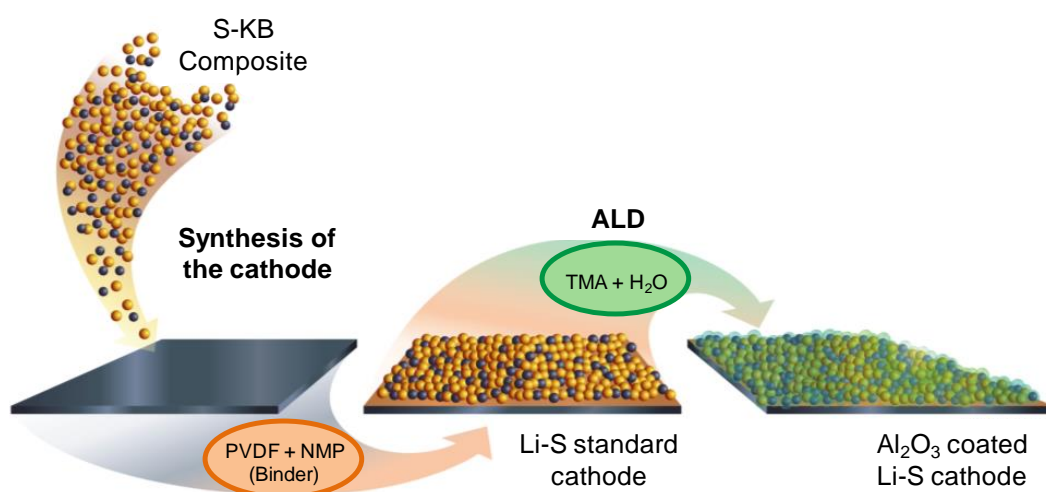 S-KB
Composite
Synthesis of
the cathode
ALD
TMA + H₂O
PVDF + NMP
(Binder)
Li-S standard
cathode
Al₂O₃ coated
Li-S cathode